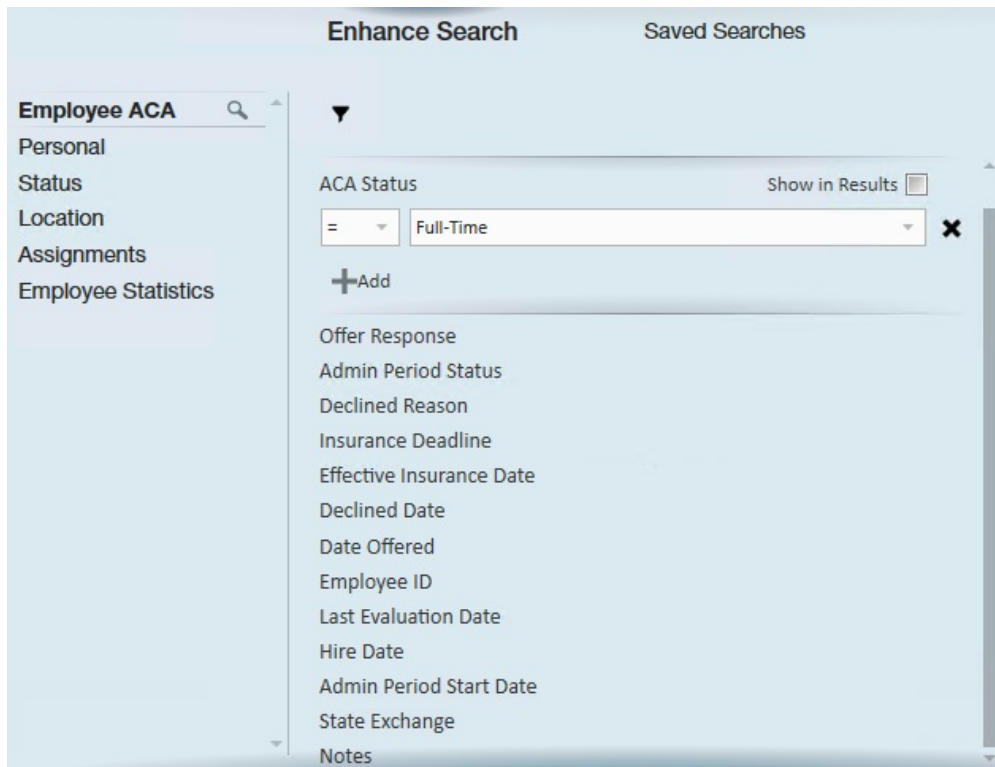 Enhance Search
Saved Searches
Employee ACA
Personal
Status
Location
Assignments
Employee Statistics
ACA Status
Show in Results
=
Full-Time
Add
Offer Response
Admin Period Status
Declined Reason
Insurance Deadline
Effective Insurance Date
Declined Date
Date Offered
Employee ID
Last Evaluation Date
Hire Date
Admin Period Start Date
State Exchange
Notes